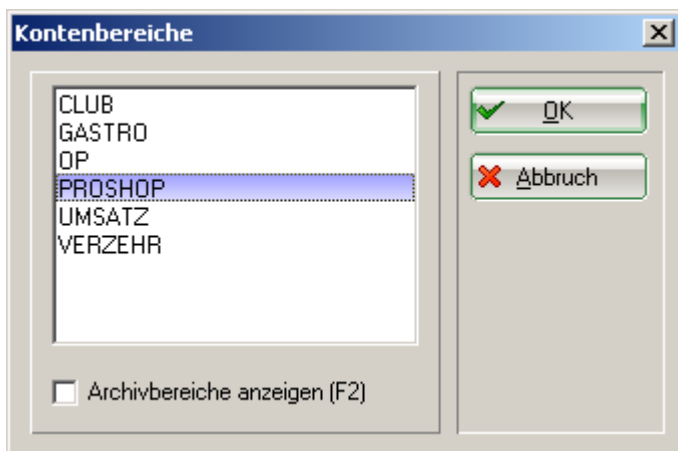 Kontenbereiche
CLUB
GASTRO
OP
PROSHOP
UMSATZ
VERZEHR
Archivbereiche anzeigen (F2)
OK
Abbruch